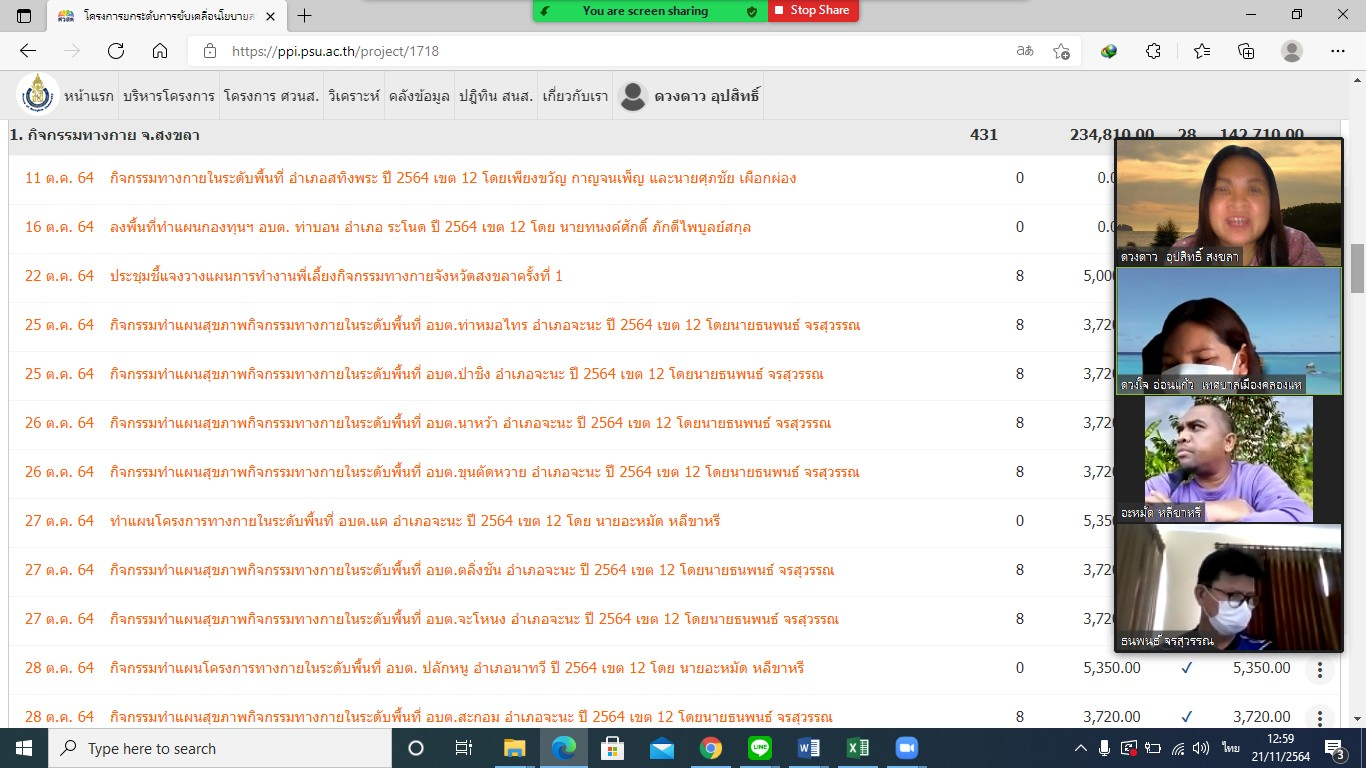 โครงการยกระดับการขับเคลื่อนนโยบายส
You are screen sharing
Stop Share
https://ppi.psu.ac.th/project/1718
หน้าแรก บริหารโครงการ โครงการ ศวนส. วิเคราะห์ คลังข้อมูล ปฎิทิน สนส. เกี่ยวกับเรา ดวงดาว อุปสิทธิ์
1. กิจกรรมทางกาย จ.สงขลา 431 234,810.00 28 142,710.00
11 ต.ค. 64 กิจกรรมทางกายในระดับพื้นที่ อำเภอสทิงพระ ปี 2564 เขต 12 โดยเพียงขวัญ กาญจนเพ็ญ และนายศุภชัย เผือกผ่อง 0 0.0
16 ต.ค. 64 ลงพื้นที่ทำแผนกองทุนฯ อบต. ท่าบอน อำเภอ ระโนด ปี 2564 เขต 12 โดย นายทนงค์ศักดิ์ ภักดีไพบูลย์สกุล 0 0.0
22 ต.ค. 64 ประชุมชี้แจงวางแผนการทำงานพี่เลี้ยงกิจกรรมทางกายจังหวัดสงขลาครั้งที่ 1 8 5,000
25 ต.ค. 64 กิจกรรมทำแผนสุขภาพกิจกรรมทางกายในระดับพื้นที่ อบต.ท่าหมอไทร อำเภอจะนะ ปี 2564 เขต 12 โดยนายธนพนธ์ จรสุวรรณ 8 3,720
25 ต.ค. 64 กิจกรรมทำแผนสุขภาพกิจกรรมทางกายในระดับพื้นที่ อบต.ป่าชิง อำเภอจะนะ ปี 2564 เขต 12 โดยนายธนพนธ์ จรสุวรรณ 8 3,720
26 ต.ค. 64 กิจกรรมทำแผนสุขภาพกิจกรรมทางกายในระดับพื้นที่ อบต.นาหว้า อำเภอจะนะ ปี 2564 เขต 12 โดยนายธนพนธ์ จรสุวรรณ 8 3,720
26 ต.ค. 64 กิจกรรมทำแผนสุขภาพกิจกรรมทางกายในระดับพื้นที่ อบต.ขุนตัดหวาย อำเภอจะนะ ปี 2564 เขต 12 โดยนายธนพนธ์ จรสุวรรณ 8 3,720
27 ต.ค. 64 ทำแผนโครงการทางกายในระดับพื้นที่ อบต.แค อำเภอจะนะ ปี 2564 เขต 12 โดย นายอะหมัด หลีขาหรี 0 5,350
27 ต.ค. 64 กิจกรรมทำแผนสุขภาพกิจกรรมทางกายในระดับพื้นที่ อบต.ตลิ่งชัน อำเภอจะนะ ปี 2564 เขต 12 โดยนายธนพนธ์ จรสุวรรณ 8 3,720
27 ต.ค. 64 กิจกรรมทำแผนสุขภาพกิจกรรมทางกายในระดับพื้นที่ อบต.จะโหนง อำเภอจะนะ ปี 2564 เขต 12 โดยนายธนพนธ์ จรสุวรรณ 8 3,720
28 ต.ค. 64 กิจกรรมทำแผนโครงการทางกายในระดับพื้นที่ อบต. ปลักหนู อำเภอนาทวี ปี 2564 เขต 12 โดย นายอะหมัด หลีขาหรี 0 5,350.00 ✓ 5,350.00
28 ต.ค. 64 กิจกรรมทำแผนสุขภาพกิจกรรมทางกายในระดับพื้นที่ อบต.สะกอม อำเภอจะนะ ปี 2564 เขต 12 โดยนายธนพนธ์ จรสุวรรณ 8 3,720.00 ✓ 3,720.00
ดวงดาว อุปสิทธิ์ สงขลา
ดวงใจ อ่อนแก้ว เทศบาลเมืองคลองแห
อะหมัด หลีขาหรี
ธนพนธ์ จรสุวรรณ
Type here to search
ไทย
12:59
21/11/2564
3